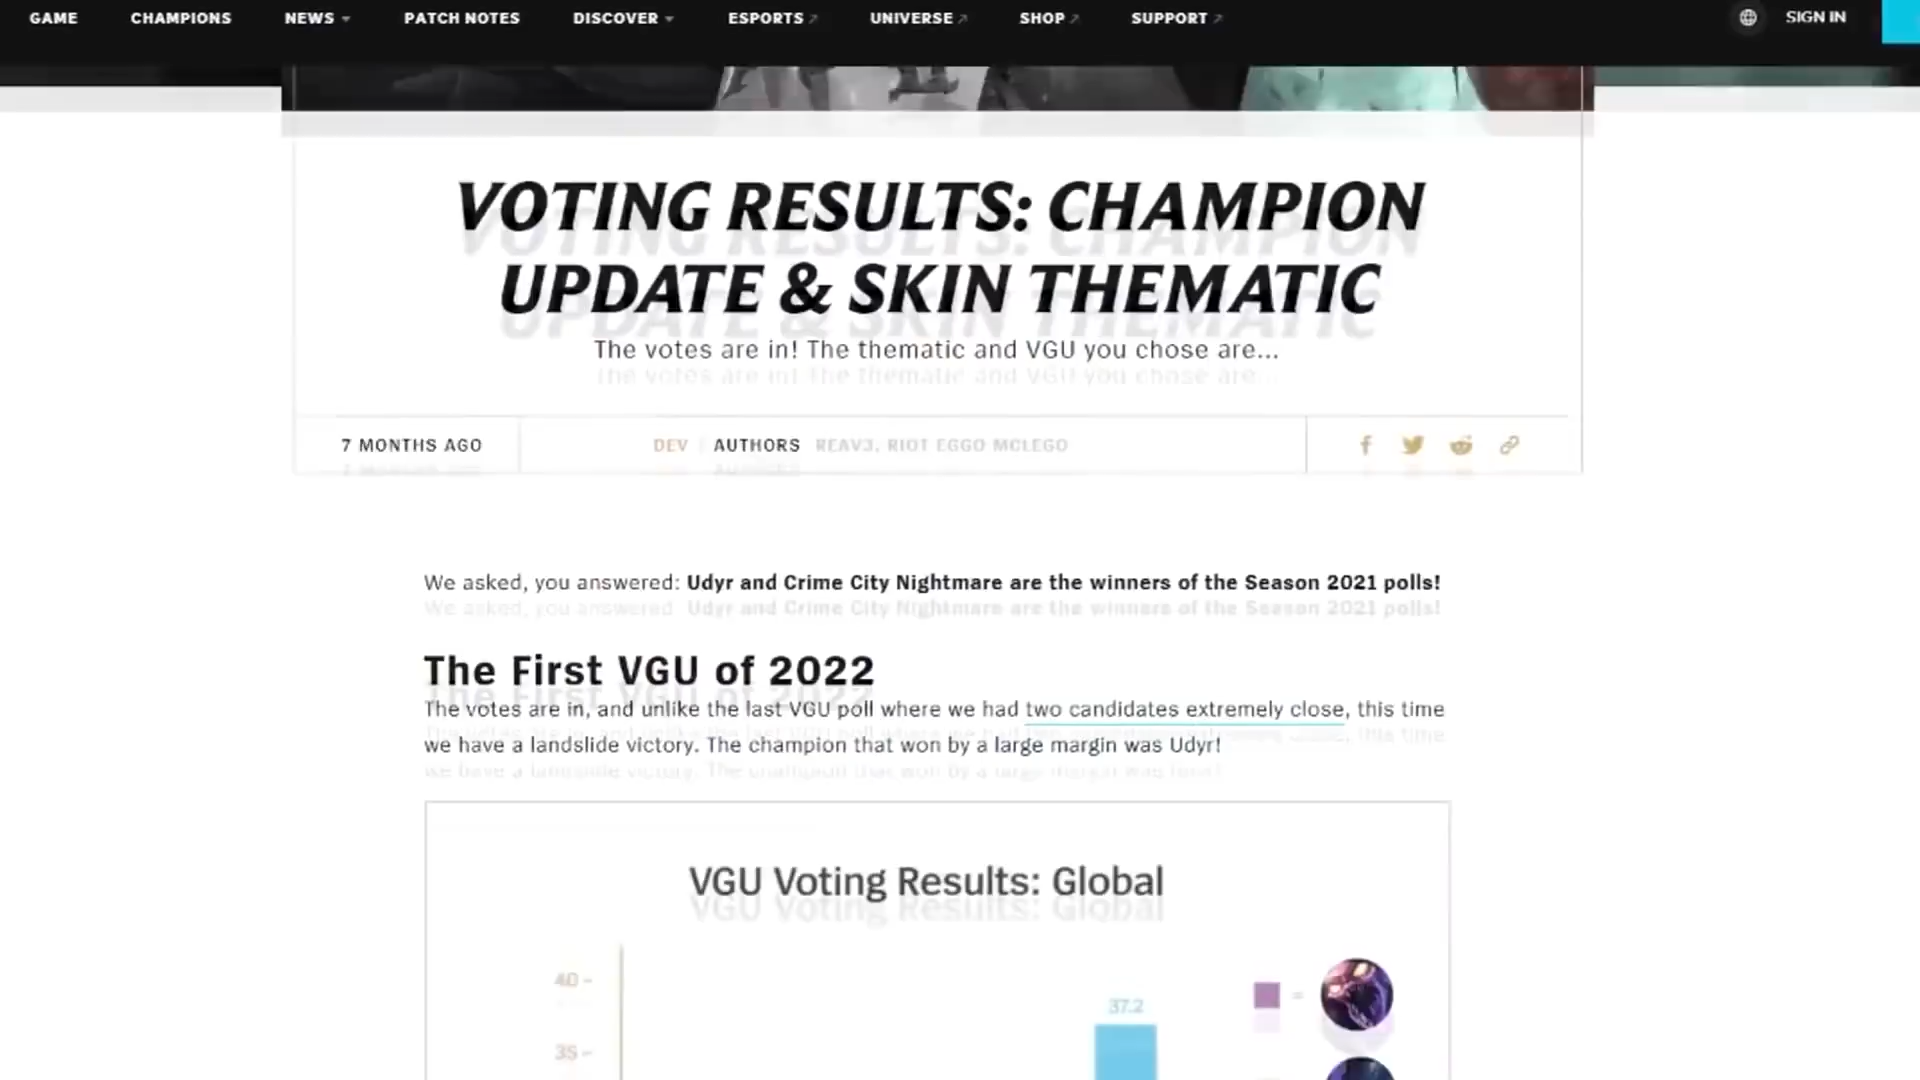 GAME CHAMPIONS NEWS PATCH NOTES DISCOVER ESPORTS UNIVERSE SHOP SUPPORT SIGN IN
VOTING RESULTS: CHAMPION
UPDATE & SKIN THEMATIC
The votes are in! The thematic and VGU you chose are...
7 MONTHS AGO DEV AUTHORS REAV3, RIOT EGGO MCLEGO
We asked, you answered: Udyr and Crime City Nightmare are the winners of the Season 2021 polls!
The First VGU of 2022
The votes are in, and unlike the last VGU poll where we had two candidates extremely close, this time
we have a landslide victory. The champion that won by a large margin was Udyr!
VGU Voting Results: Global
40
37.2
35